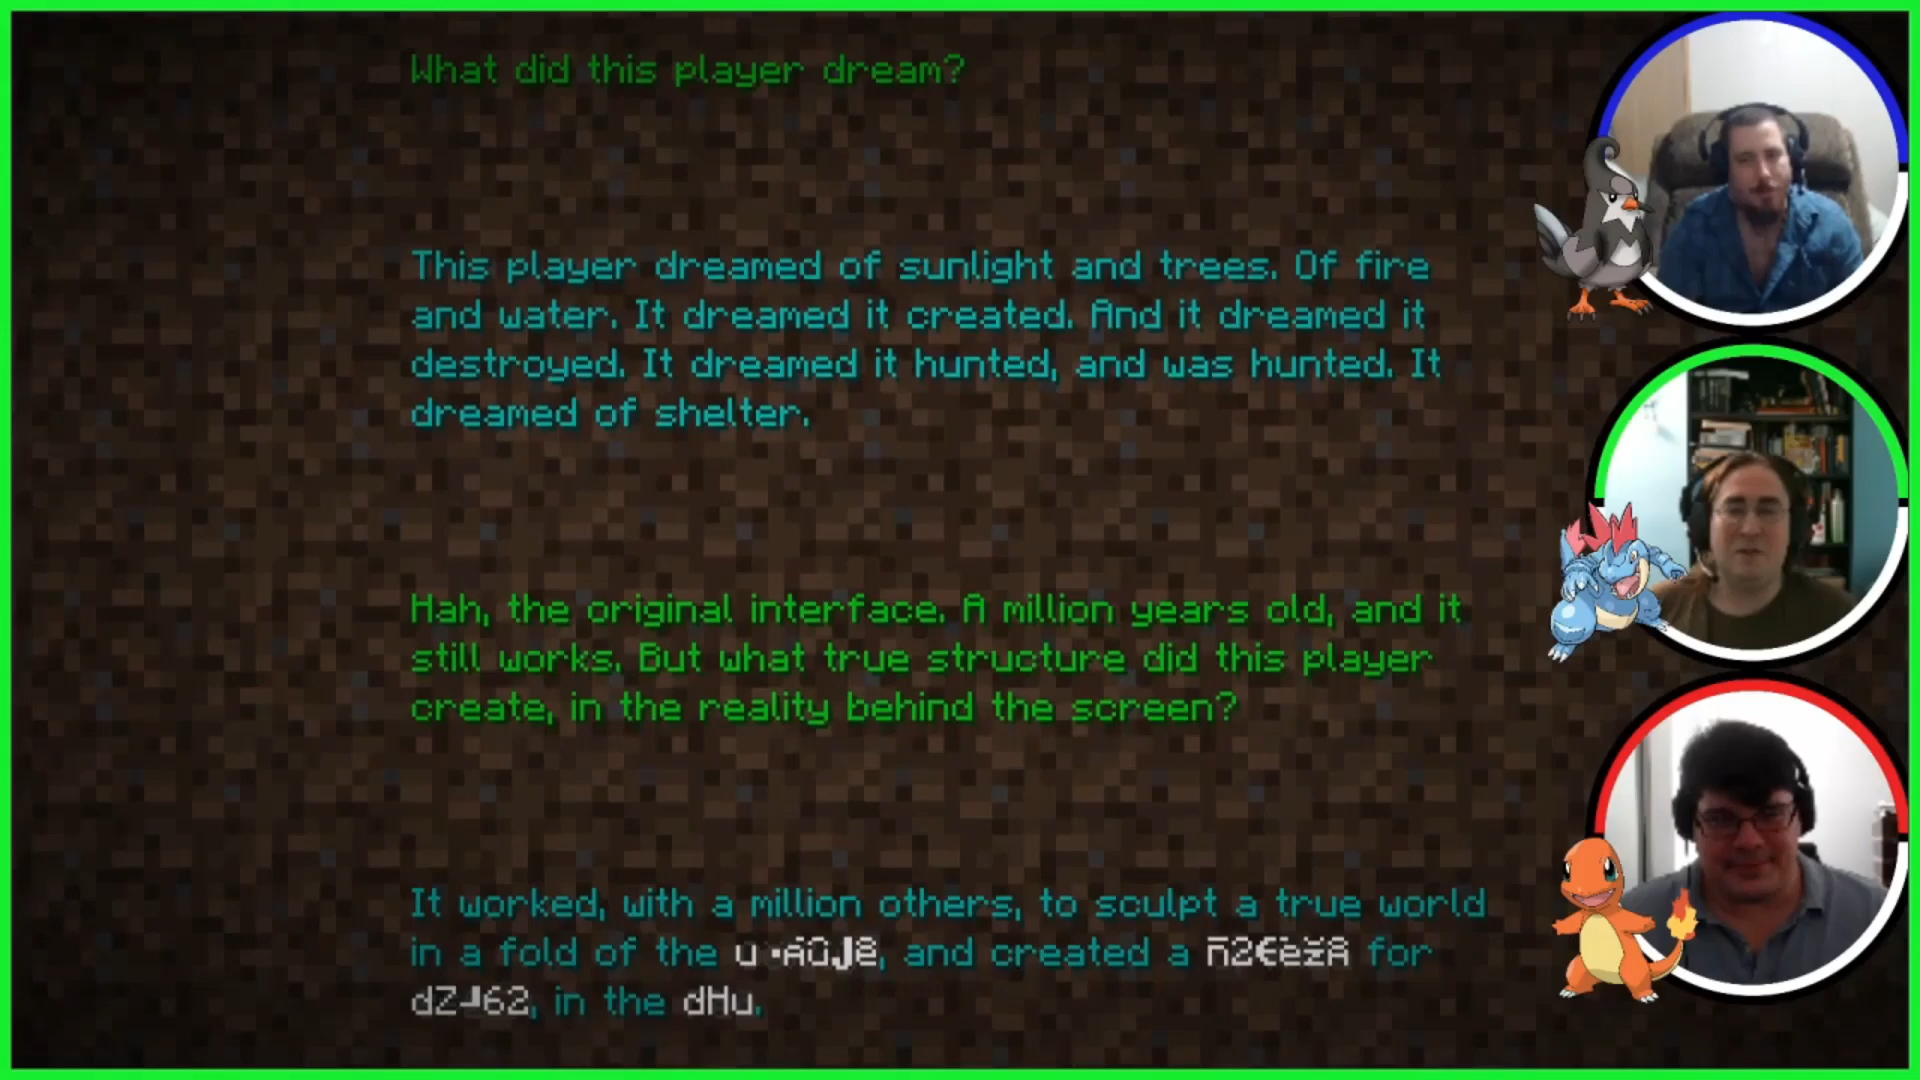 What did this player dream?
This player dreamed of sunlight and trees. Of fire
and water. It dreamed it created. And it dreamed it
destroyed. It dreamed it hunted, and was hunted. It
dreamed of shelter.
Hah, the original interface. A million years old, and it
still works. But what true structure did this player
create, in the reality behind the screen?
It worked, with a million others, to sculpt a true world
in a fold of the , and created a for
, in the dHu.